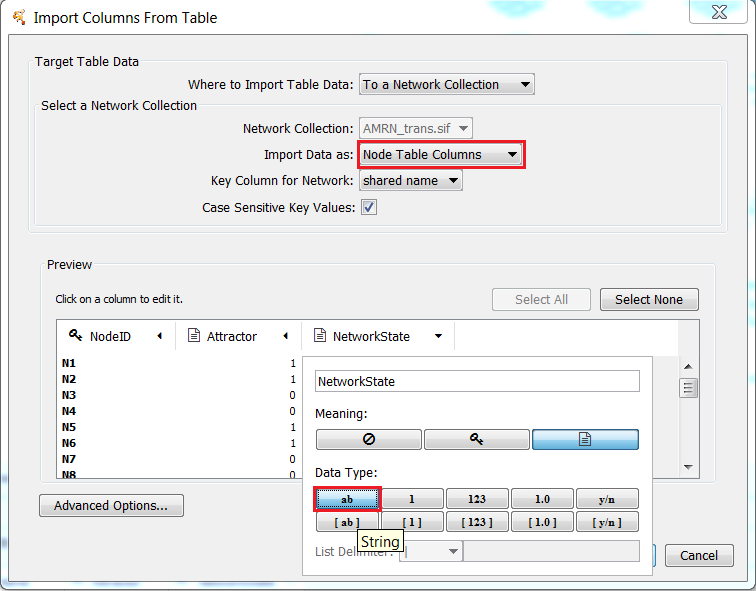 Import Columns From Table
Target Table Data
Where to Import Table Data: To a Network Collection
Select a Network Collection
Network Collection: AMRN_trans.sif
Import Data as: Node Table Columns
Key Column for Network: shared name
Case Sensitive Key Values:
Preview
Click on a column to edit it. Select All Select None
NodeID Attractor NetworkState
N1 1
N2 1
N3 0
N4 0
N5 1
N6 1
N7 0
N8 0
NetworkState
Meaning:
Data Type:
ab 1 123 1.0 y/n
[ ab ] [ 1 ] [ 123 ] [ 1.0 ] [ y/n ]
String
List Delimiter: |
Advanced Options... Cancel